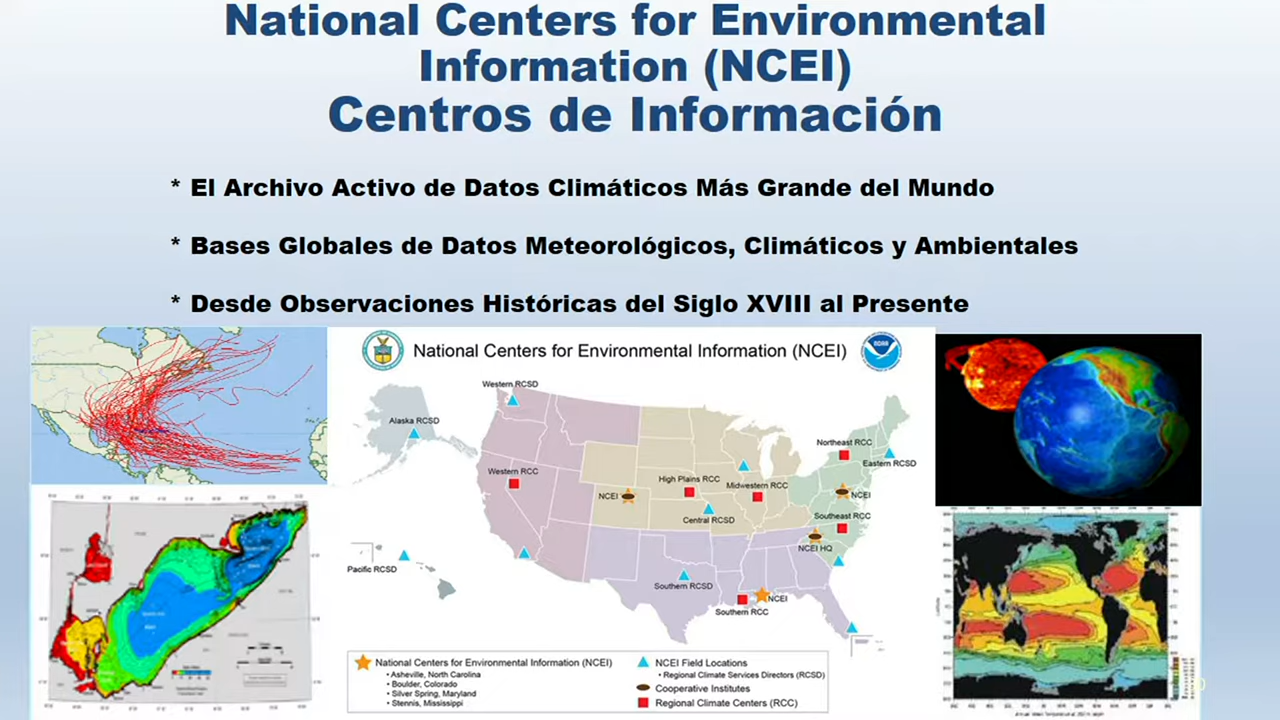 National Centers for Environmental
Information (NCEI)
Centros de Información
* El Archivo Activo de Datos Climáticos Más Grande del Mundo
* Bases Globales de Datos Meteorológicos, Climáticos y Ambientales
* Desde Observaciones Históricas del Siglo XVIII al Presente
National Centers for Environmental Information (NCEI)
NOAA
Western RCSD
Alaska RCSD
Northeast RCC
Eastern RCSD
Western RCC
High Plains RCC
Midwestern RCC
NCEI
NCEI
Central RCSD
Southeast RCC
NCEI HQ
Pacific RCSD
Southern RCSD
NCEI
Southern RCC
National Centers for Environmental Information (NCEI)
• Asheville, North Carolina
• Boulder, Colorado
• Silver Spring, Maryland
• Stennis, Mississippi
NCEI Field Locations
• Regional Climate Services Directors (RCSD)
Cooperative Institutes
Regional Climate Centers (RCC)